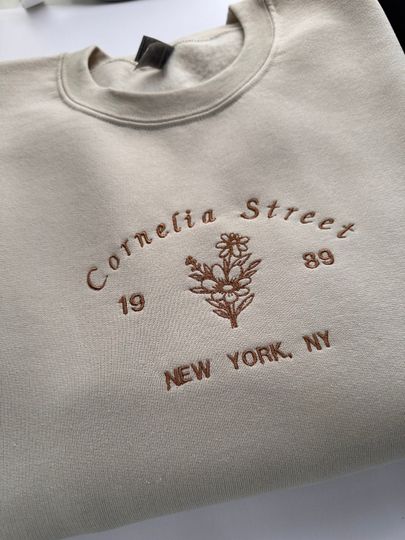 Cornelia Street
19 89
NEW YORK, NY